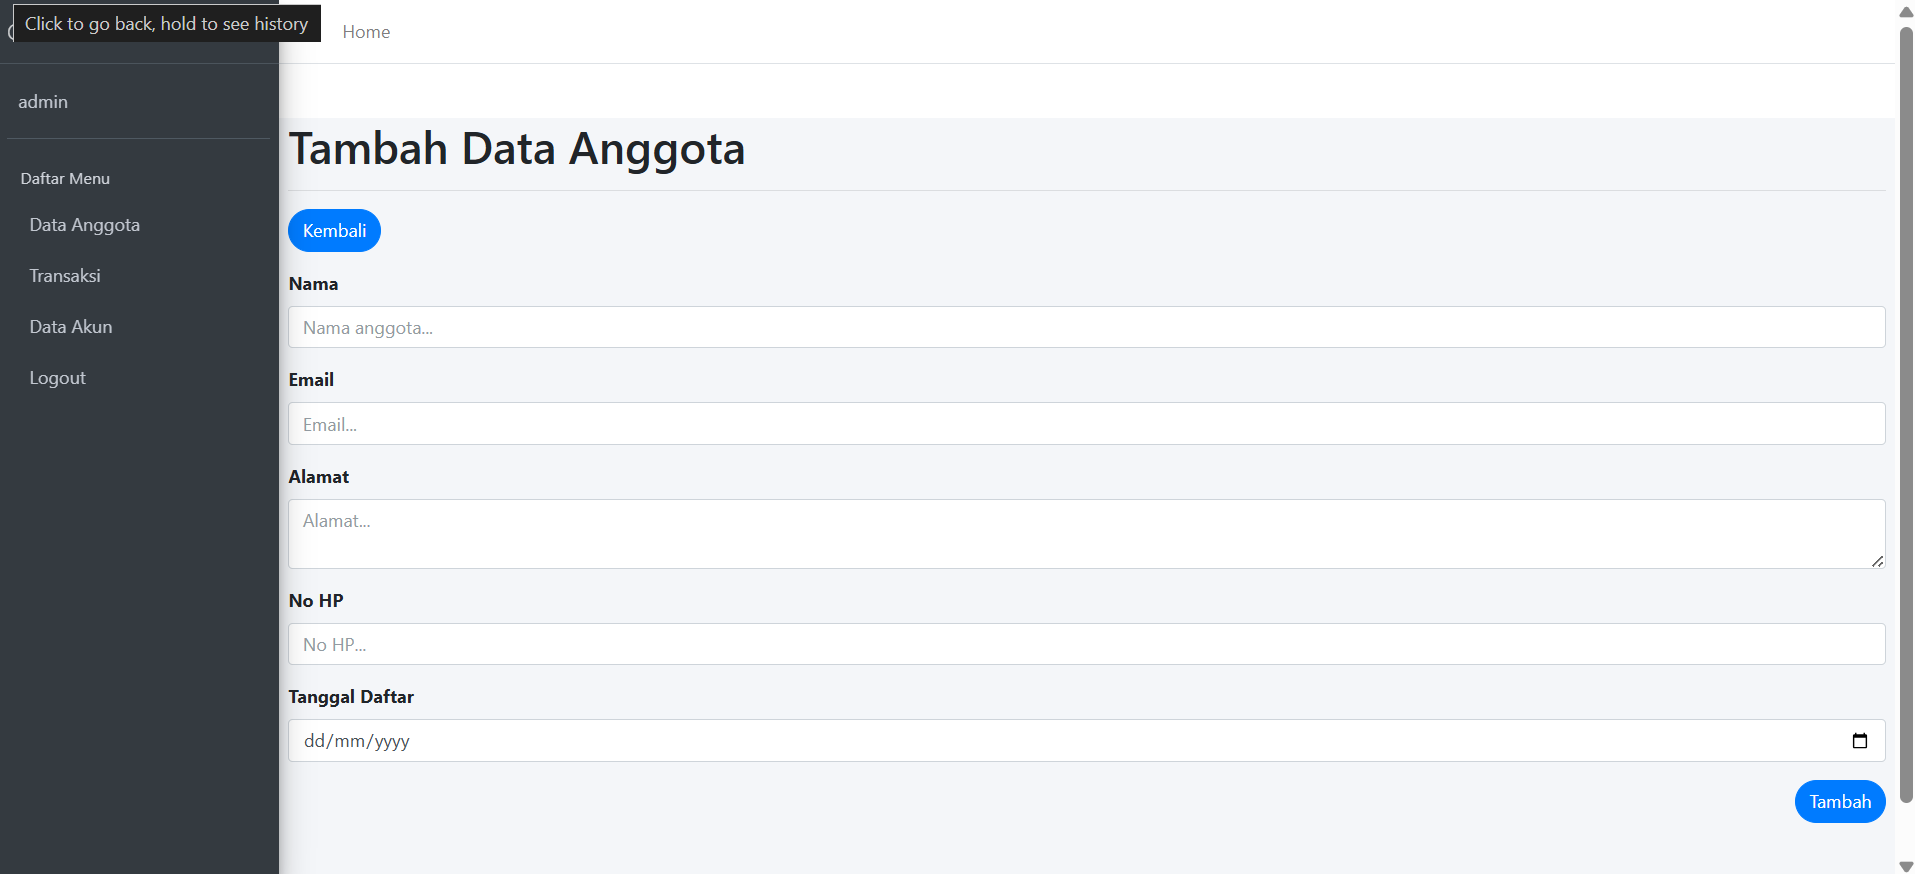 Click to go back, hold to see history
Home
admin
Daftar Menu
Data Anggota
Transaksi
Data Akun
Logout
Tambah Data Anggota
Kembali
Nama
Nama anggota...
Email
Email...
Alamat
Alamat...
No HP
No HP...
Tanggal Daftar
dd/mm/yyyy
Tambah